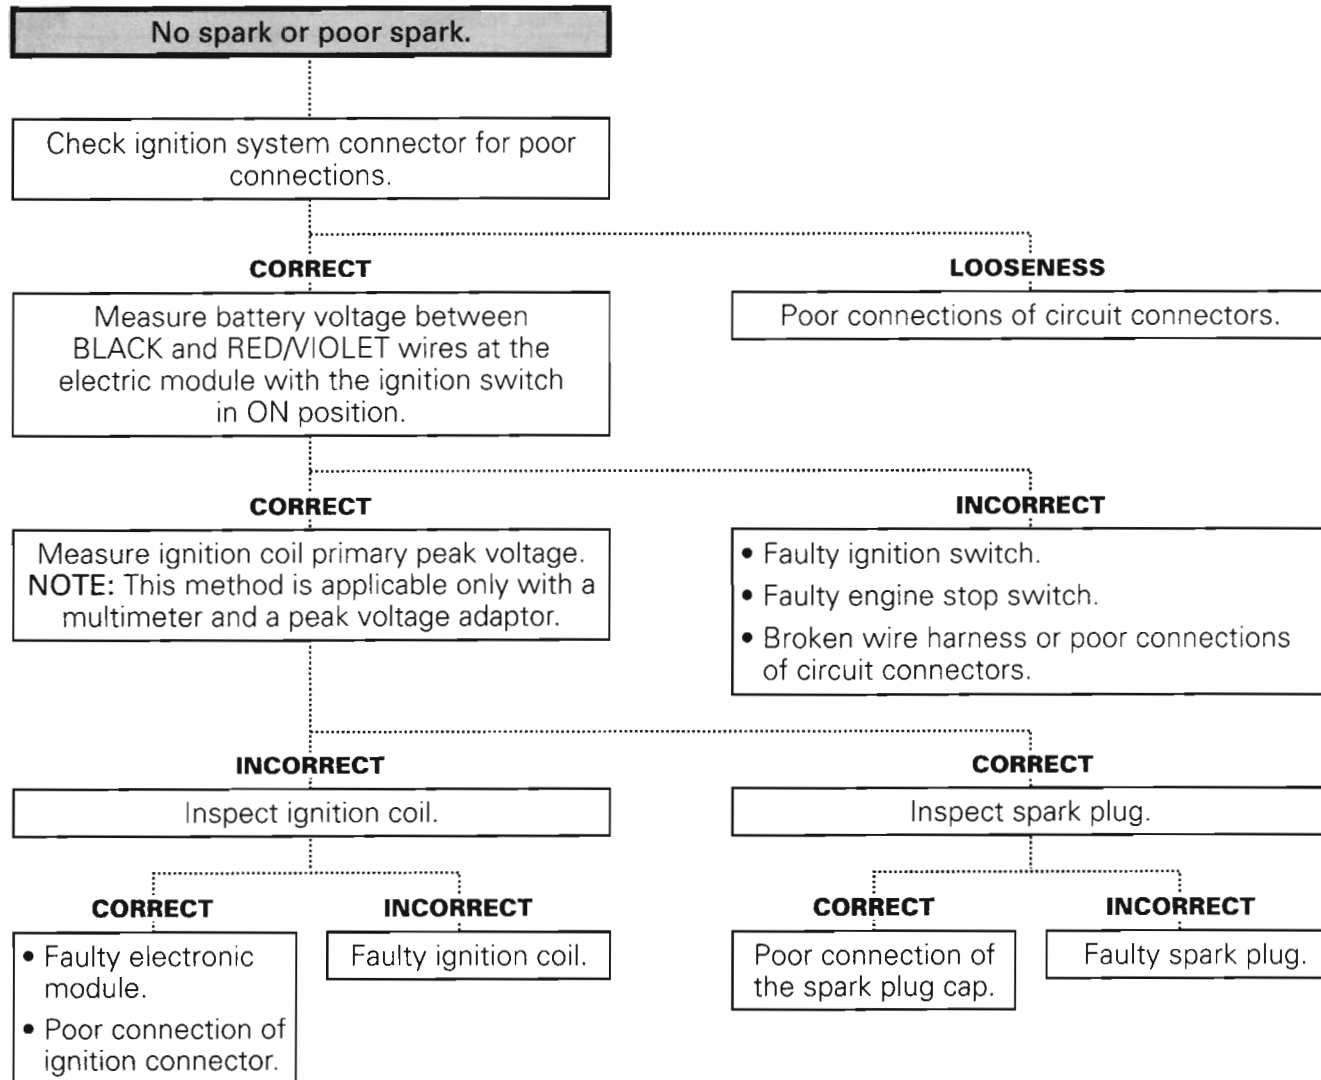 No spark or poor spark.
Check ignition system connector for poor
connections.
CORRECT
LOOSENESS
Measure battery voltage between
BLACK and RED/VIOLET wires at the
electric module with the ignition switch
in ON position.
Poor connections of circuit connectors.
CORRECT
INCORRECT
Measure ignition coil primary peak voltage.
NOTE: This method is applicable only with a
multimeter and a peak voltage adaptor.
• Faulty ignition switch.
• Faulty engine stop switch.
• Broken wire harness or poor connections
of circuit connectors.
INCORRECT
CORRECT
Inspect ignition coil.
Inspect spark plug.
CORRECT
INCORRECT
CORRECT
INCORRECT
• Faulty electronic
module.
• Poor connection of
ignition connector.
Faulty ignition coil.
Poor connection of
the spark plug cap.
Faulty spark plug.